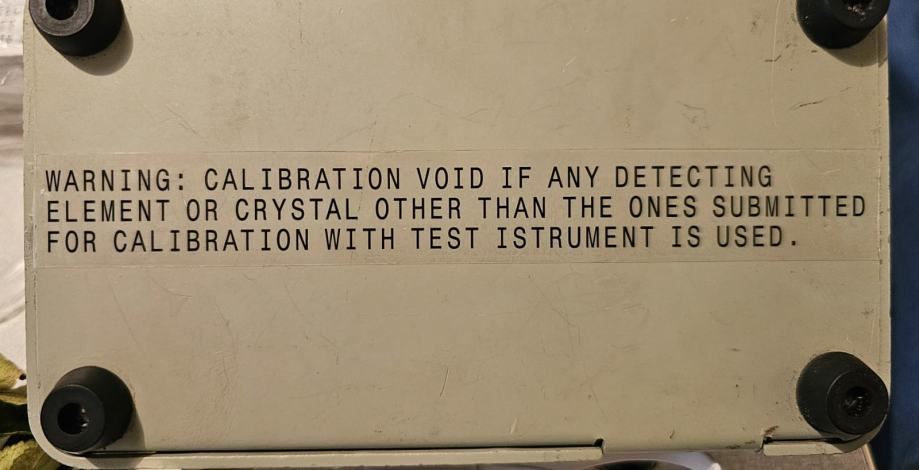 WARNING: CALIBRATION VOID IF ANY DETECTING
ELEMENT OR CRYSTAL OTHER THAN THE ONES SUBMITTED
FOR CALIBRATION WITH TEST ISTRUMENT IS USED.